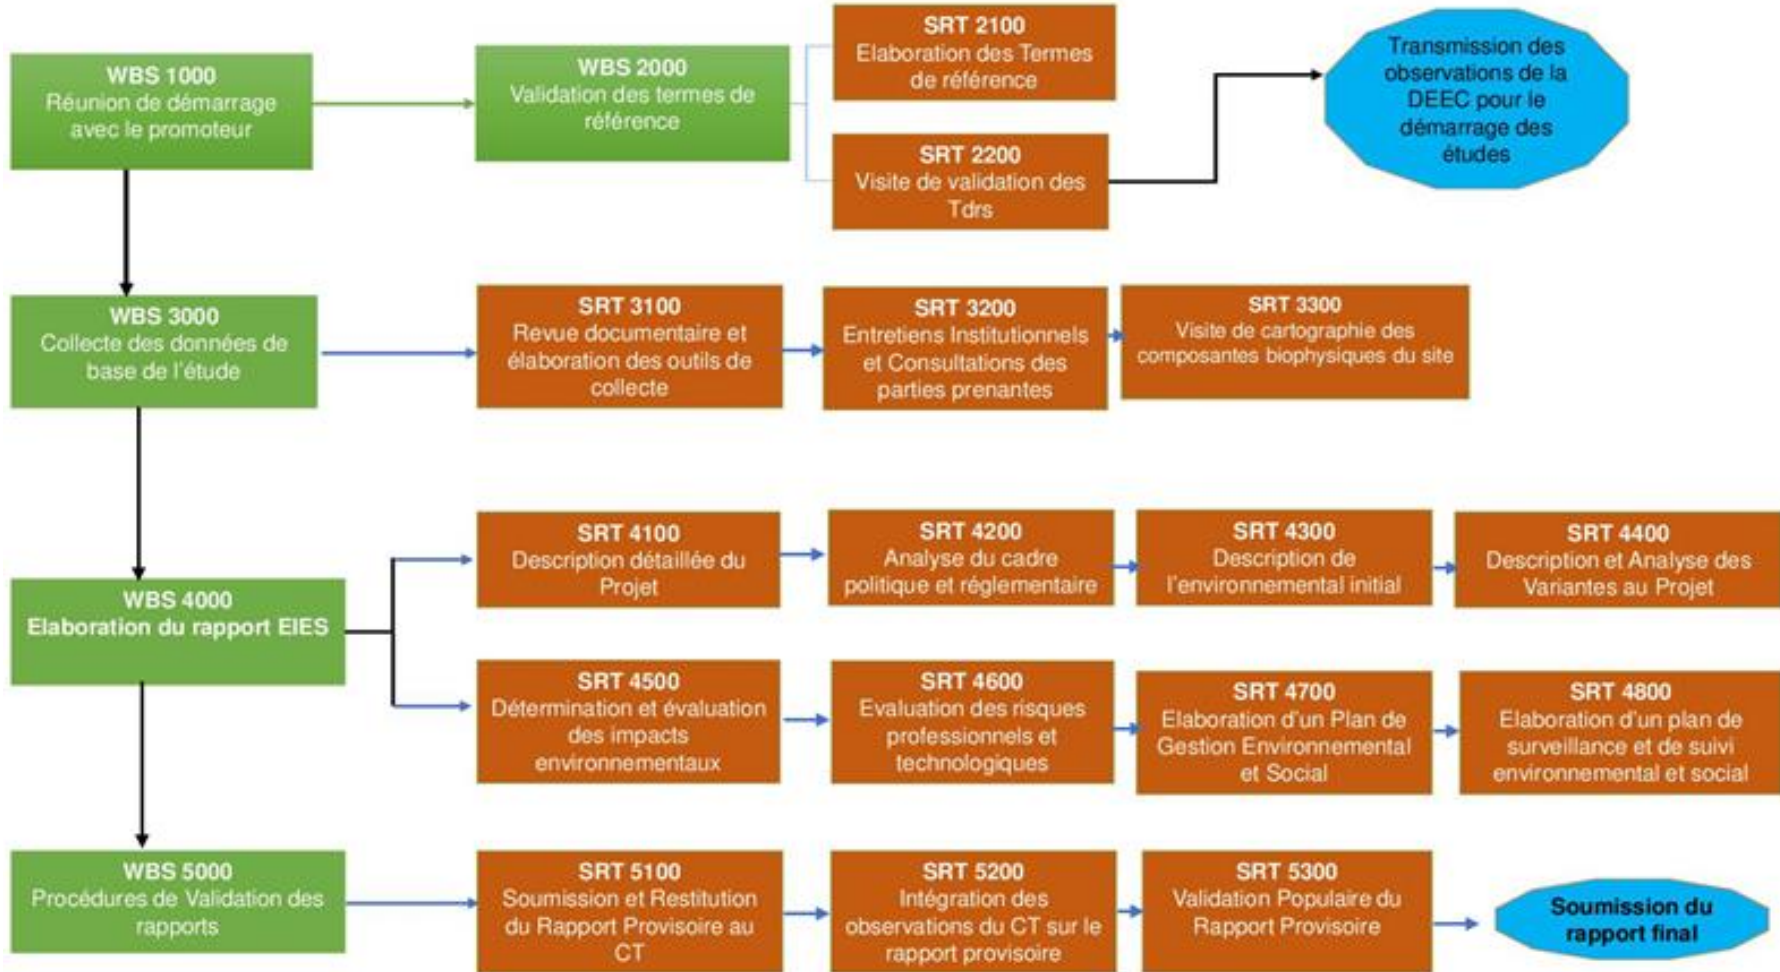 WBS 1000
Réunion de démarrage
avec le promoteur
WBS 2000
Validation des termes de
référence
SRT 2100
Elaboration des Termes
de référence
SRT 2200
Visite de validation des
Tdrs
Transmission des
observations de la
DEEC pour le
démarrage des
études
WBS 3000
Collecte des données de
base de l'étude
SRT 3100
Revue documentaire et
élaboration des outils de
collecte
SRT 3200
Entretiens Institutionnels
et Consultations des
parties prenantes
SRT 3300
Visite de cartographie des
composantes biophysiques du site
WBS 4000
Elaboration du rapport EIES
SRT 4100
Description détaillée du
Projet
SRT 4200
Analyse du cadre
politique et réglementaire
SRT 4300
Description de
l'environnemental initial
SRT 4400
Description et Analyse des
Variantes au Projet
SRT 4500
Détermination et évaluation
des impacts
environnementaux
SRT 4600
Evaluation des risques
professionnels et
technologiques
SRT 4700
Elaboration d'un Plan de
Gestion Environnemental
et Social
SRT 4800
Elaboration d'un plan de
surveillance et de suivi
environnemental et social
WBS 5000
Procédures de Validation des
rapports
SRT 5100
Soumission et Restitution
du Rapport Provisoire au
CT
SRT 5200
Intégration des
observations du CT sur le
rapport provisoire
SRT 5300
Validation Populaire du
Rapport Provisoire
Soumission du
rapport final